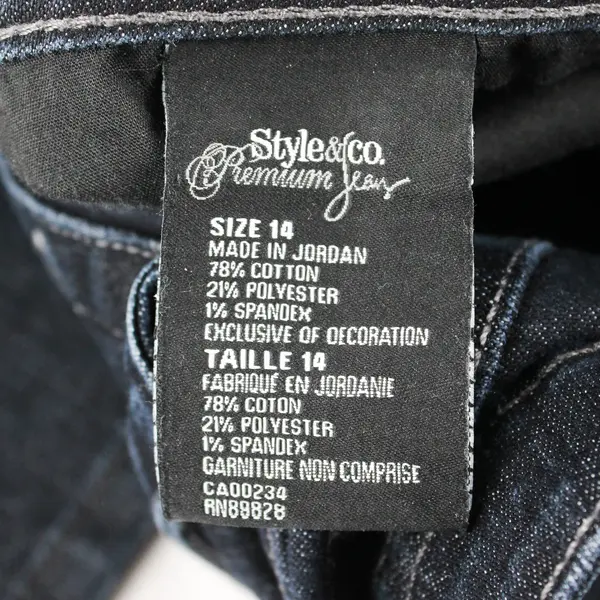 Style&co.
Premium Jeans
SIZE 14
MADE IN JORDAN
78% COTTON
21% POLYESTER
1% SPANDEX
EXCLUSIVE OF DECORATION
TAILLE 14
FABRIQUÉ EN JORDANIE
78% COTON
21% POLYESTER
1% SPANDEX
GARNITURE NON COMPRISE
CA00234
RN89828